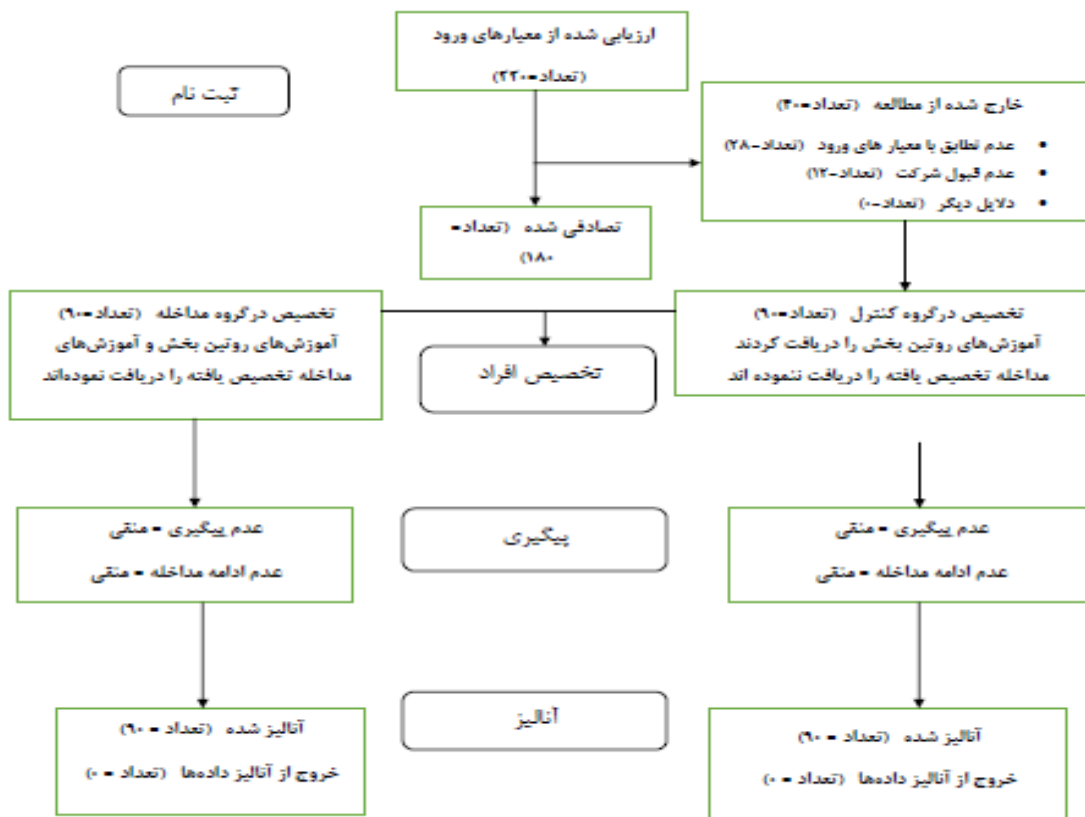 ارزیابی شده از معیارهای ورود
(تعداد=۲۲۰)
ثبت نام
خارج شده از مطالعه (تعداد=۴۰)
• عدم تطابق با معیار های ورود (تعداد=۲۸)
• عدم قبول شرکت (تعداد=۱۲)
• دلایل دیگر (تعداد=۰)
تصادفی شده (تعداد=
۱۸۰)
تخصیص درگروه کنترل (تعداد=۹۰)
آموزش‌های روتین بخش را دریافت کردند
مداخله تخصیص یافته را دریافت ننموده اند
تخصیص درگروه مداخله (تعداد=۹۰)
آموزش‌های روتین بخش و آموزش‌های
مداخله تخصیص یافته را دریافت نموده‌اند
تخصیص افراد
عدم پیگیری = منفی
عدم ادامه مداخله = منفی
پیگیری
عدم پیگیری = منفی
عدم ادامه مداخله = منفی
آنالیز شده (تعداد = ۹۰)
خروج از آنالیز داده‌ها (تعداد = ۰)
آنالیز
آنالیز شده (تعداد = ۹۰)
خروج از آنالیز داده‌ها (تعداد = ۰)